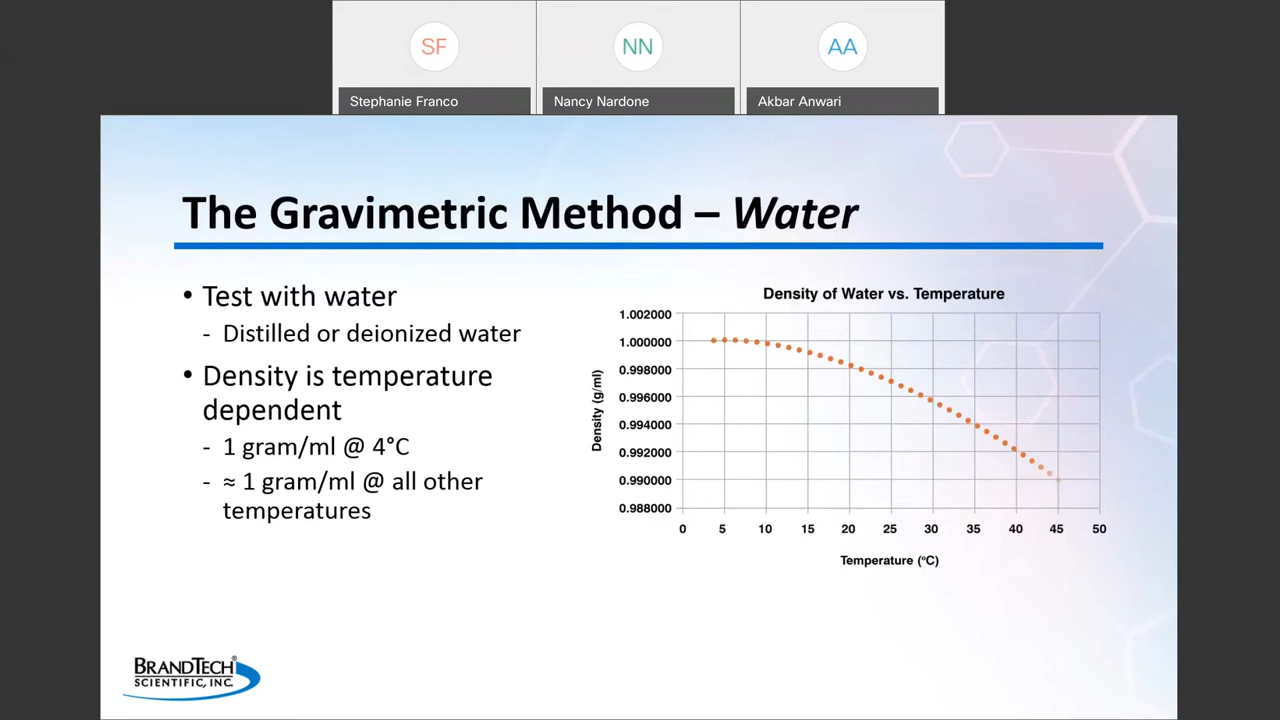 SF
NN
AA
Stephanie Franco
Nancy Nardone
Akbar Anwari
The Gravimetric Method – Water
• Test with water
- Distilled or deionized water
• Density is temperature
dependent
- 1 gram/ml @ 4°C
- ≈ 1 gram/ml @ all other
temperatures
Density of Water vs. Temperature
Density (g/ml)
1.002000
1.000000
0.998000
0.996000
0.994000
0.992000
0.990000
0.988000
0 5 10 15 20 25 30 35 40 45 50
Temperature (°C)
BRANDTECH®
SCIENTIFIC, INC.